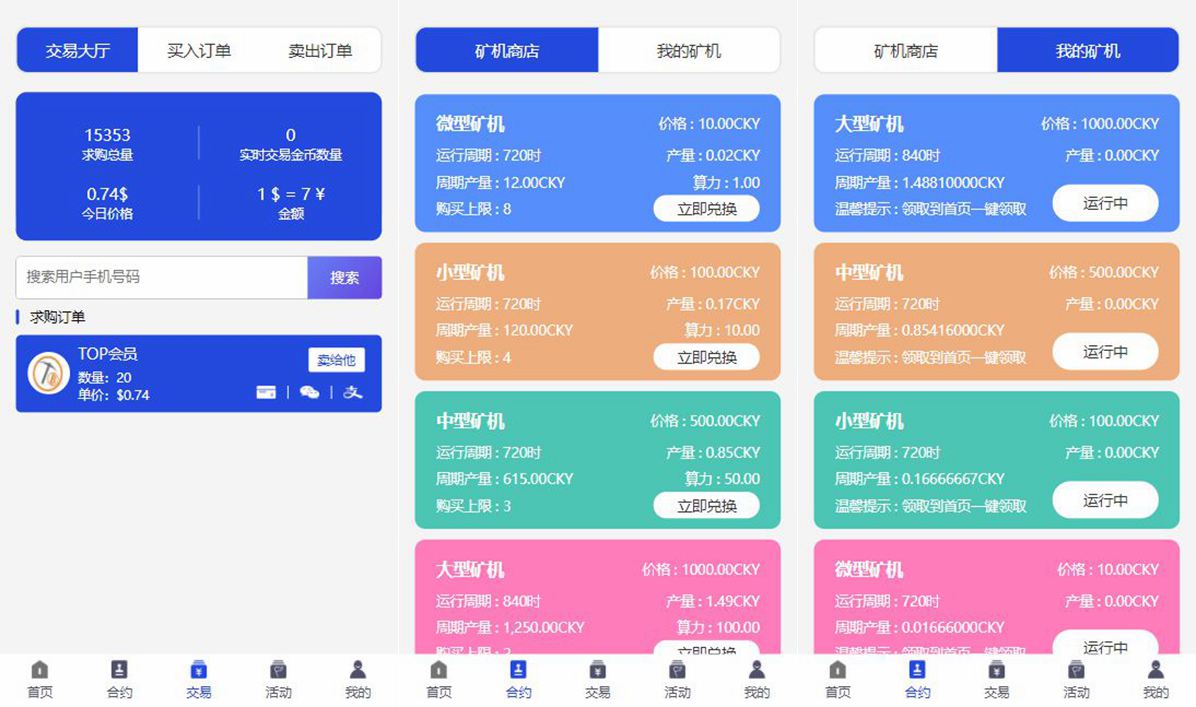 交易大厅 买入订单 卖出订单
15353 0
求购总量 实时交易金币数量
0.74$ 1 $ = 7 ¥
今日价格 金额
搜索用户手机号码 搜索
求购订单
TOP会员 卖给他
数量: 20
单价: $0.74
首页 合约 交易 活动 我的
矿机商店 我的矿机
微型矿机 价格 : 10.00CKY
运行周期 : 720时 产量 : 0.02CKY
周期产量 : 12.00CKY 算力 : 1.00
购买上限 : 8 立即兑换
小型矿机 价格 : 100.00CKY
运行周期 : 720时 产量 : 0.17CKY
周期产量 : 120.00CKY 算力 : 10.00
购买上限 : 4 立即兑换
中型矿机 价格 : 500.00CKY
运行周期 : 720时 产量 : 0.85CKY
周期产量 : 615.00CKY 算力 : 50.00
购买上限 : 3 立即兑换
大型矿机 价格 : 1000.00CKY
运行周期 : 840时 产量 : 1.49CKY
周期产量 : 1,250.00CKY 算力 : 100.00
购买上限 : 2 立即兑换
首页 合约 交易 活动 我的
矿机商店 我的矿机
大型矿机 价格 : 1000.00CKY
运行周期 : 840时 产量 : 0.00CKY
周期产量 : 1.48810000CKY
温馨提示 : 领取到首页一键领取 运行中
中型矿机 价格 : 500.00CKY
运行周期 : 720时 产量 : 0.00CKY
周期产量 : 0.85416000CKY
温馨提示 : 领取到首页一键领取 运行中
小型矿机 价格 : 100.00CKY
运行周期 : 720时 产量 : 0.00CKY
周期产量 : 0.16666667CKY
温馨提示 : 领取到首页一键领取 运行中
微型矿机 价格 : 10.00CKY
运行周期 : 720时 产量 : 0.00CKY
周期产量 : 0.01666000CKY
温馨提示 : 领取到首页一键领取 运行中
首页 合约 交易 活动 我的